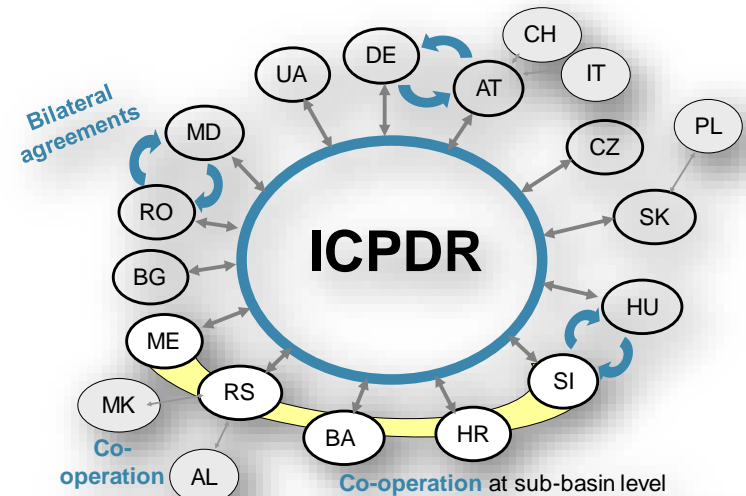 CH
DE
UA
AT
IT
Bilateral
agreements
MD
PL
CZ
RO
SK
ICPDR
BG
HU
ME
SI
RS
MK
BA
HR
Co-
operation
AL
Co-operation at sub-basin level